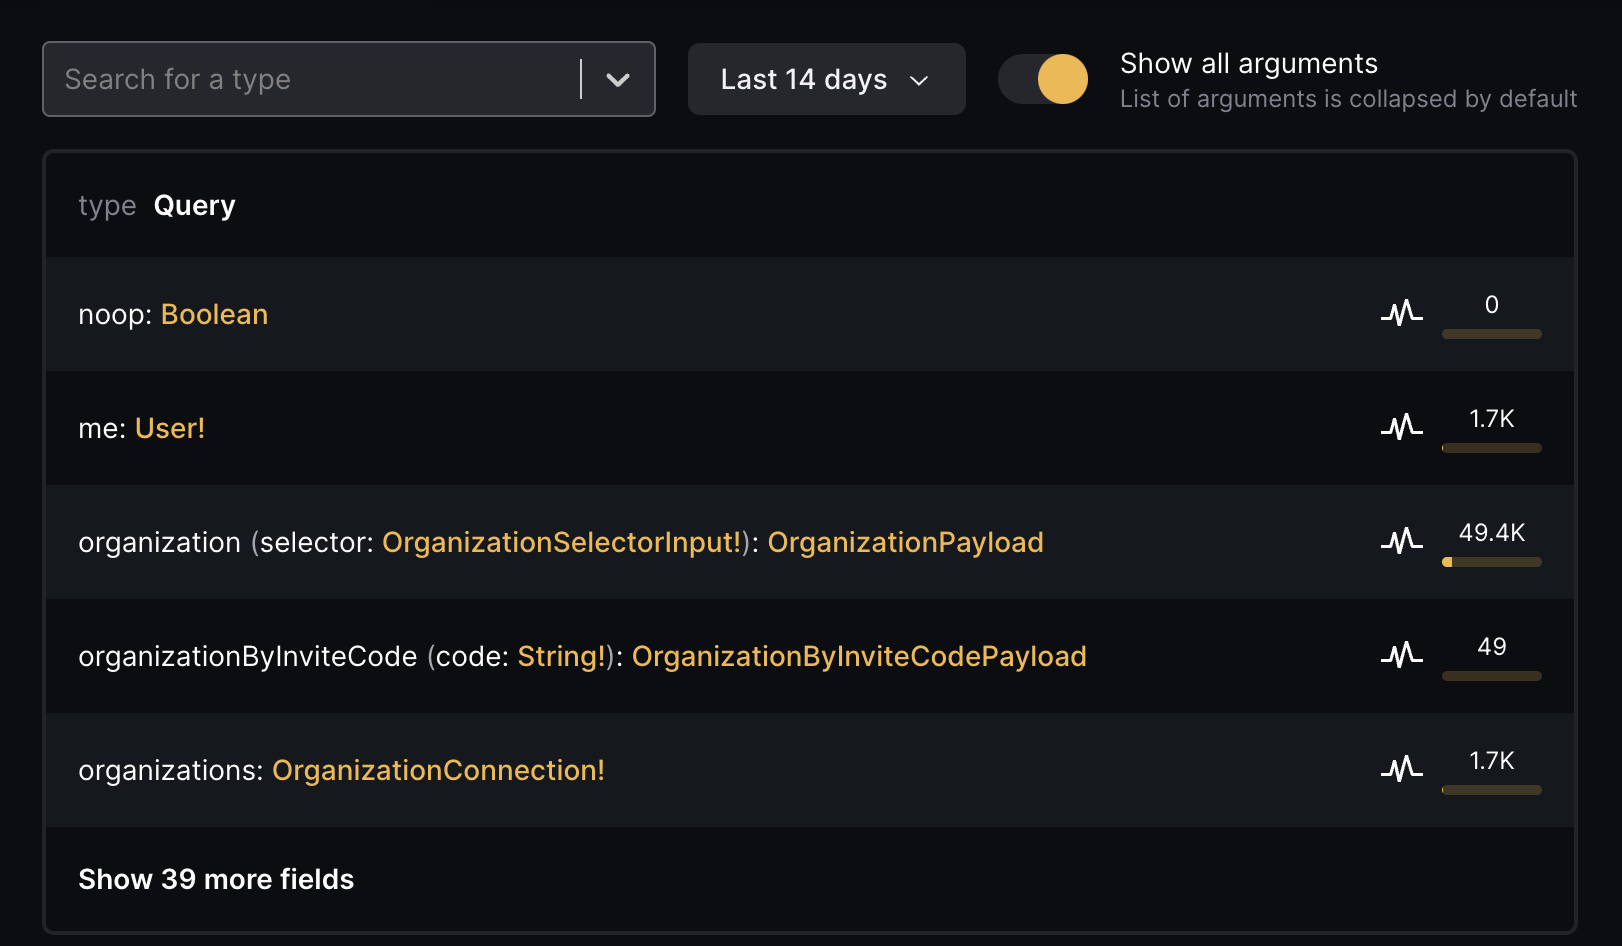 Search for a type
Last 14 days
Show all arguments
List of arguments is collapsed by default
type Query
noop: Boolean
0
me: User!
1.7K
organization (selector: OrganizationSelectorInput!): OrganizationPayload
49.4K
organizationByInviteCode (code: String!): OrganizationByInviteCodePayload
49
organizations: OrganizationConnection!
1.7K
Show 39 more fields